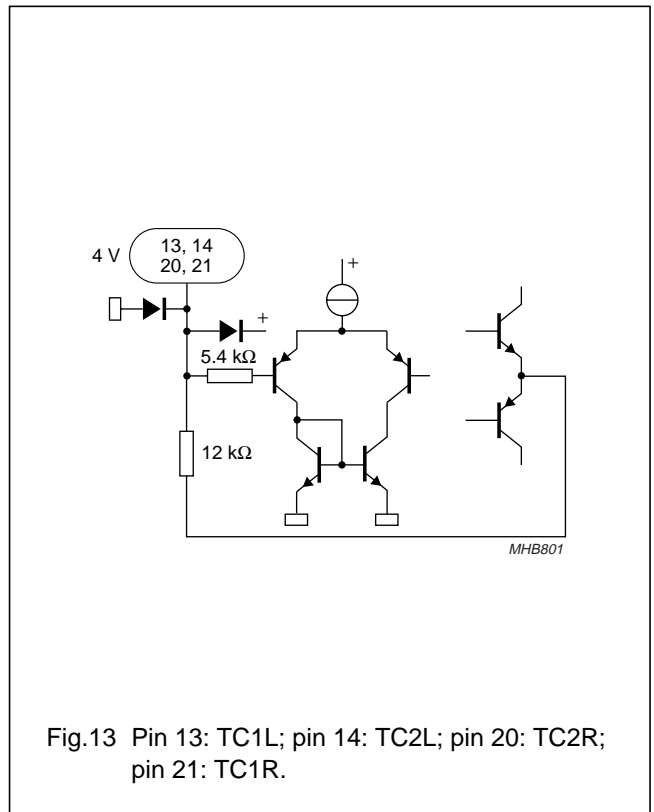 4 V
13, 14
20, 21
+
+
5.4 kΩ
12 kΩ
MHB801
Fig.13 Pin 13: TC1L; pin 14: TC2L; pin 20: TC2R;
pin 21: TC1R.